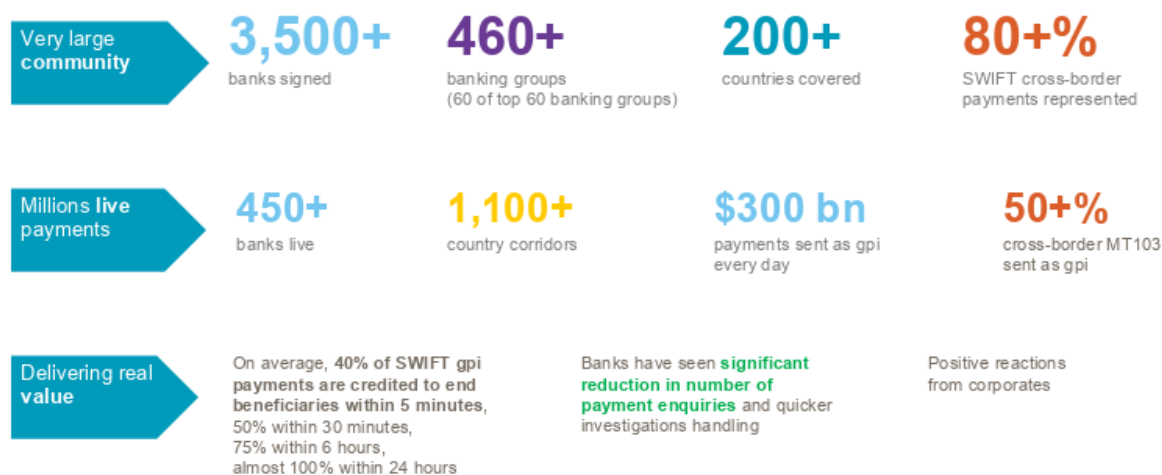 Very large
community
3,500+
banks signed
460+
banking groups
(60 of top 60 banking groups)
200+
countries covered
80+%
SWIFT cross-border
payments represented
Millions live
payments
450+
banks live
1,100+
country corridors
$300 bn
payments sent as gpi
every day
50+%
cross-border MT103
sent as gpi
Delivering real
value
On average, 40% of SWIFT gpi
payments are credited to end
beneficiaries within 5 minutes,
50% within 30 minutes,
75% within 6 hours,
almost 100% within 24 hours
Banks have seen significant
reduction in number of
payment enquiries and quicker
investigations handling
Positive reactions
from corporates